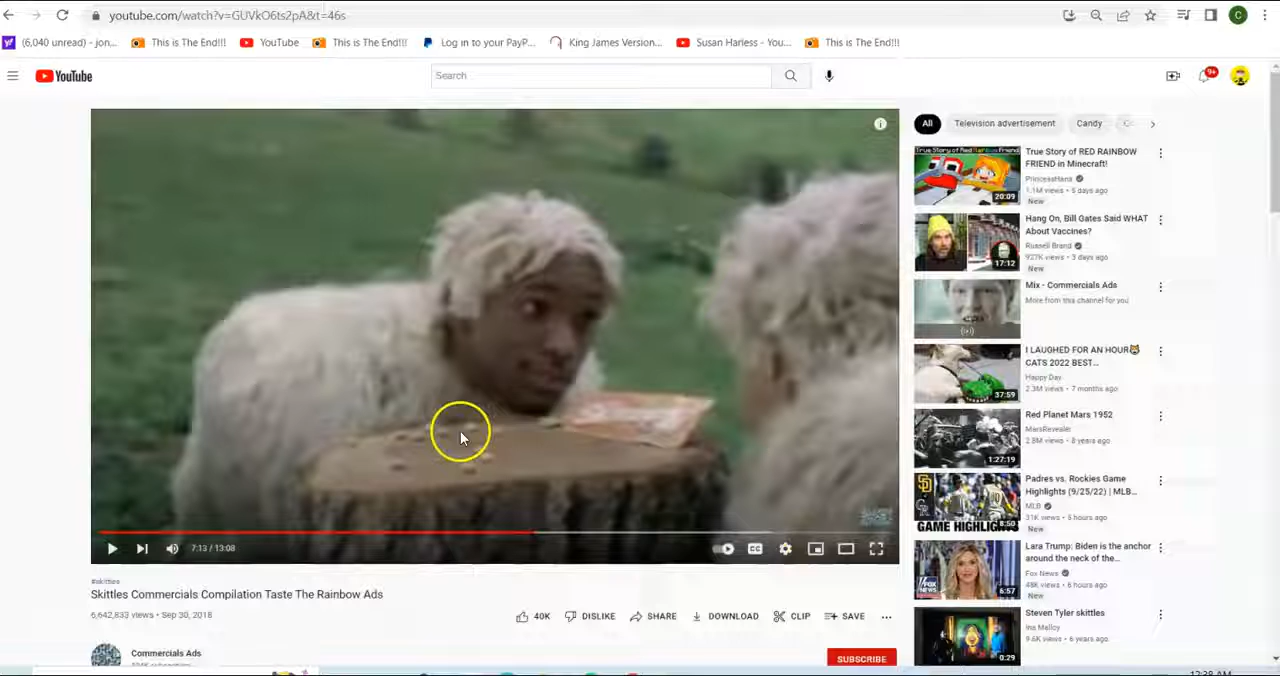 youtube.com/watch?v=GUVkO6ts2pA&t=46s
(6,040 unread) - jon...
This is The End!!!
YouTube
This is The End!!!
Log in to your PayP...
King James Version...
Susan Harless - You...
This is The End!!!
YouTube
Search
9+
All
Television advertisement
Candy
True Story of RED RAINBOW
FRIEND in Minecraft!
PrincessHana
1.1M views • 5 days ago
New
20:09
Hang On, Bill Gates Said WHAT
About Vaccines?
Russell Brand
927K views • 3 days ago
New
17:12
Mix - Commercials Ads
More from this channel for you
I LAUGHED FOR AN HOUR
CATS 2022 BEST...
Happy Day
2.3M views • 7 months ago
37:59
Red Planet Mars 1952
MarsRevealer
2.8M views • 8 years ago
1:27:19
Padres vs. Rockies Game
Highlights (9/25/22) | MLB...
MLB
31K views • 5 hours ago
New
8:50
GAME HIGHLIGHTS
Lara Trump: Biden is the anchor
around the neck of the...
Fox News
48K views • 6 hours ago
New
6:57
Steven Tyler skittles
Ina Melloy
9.6K views • 6 years ago
0:29
7:13 / 13:08
CC
#skittles
Skittles Commercials Compilation Taste The Rainbow Ads
6,642,833 views • Sep 30, 2018
40K
DISLIKE
SHARE
DOWNLOAD
CLIP
SAVE
Commercials Ads
SUBSCRIBE
12:38 AM